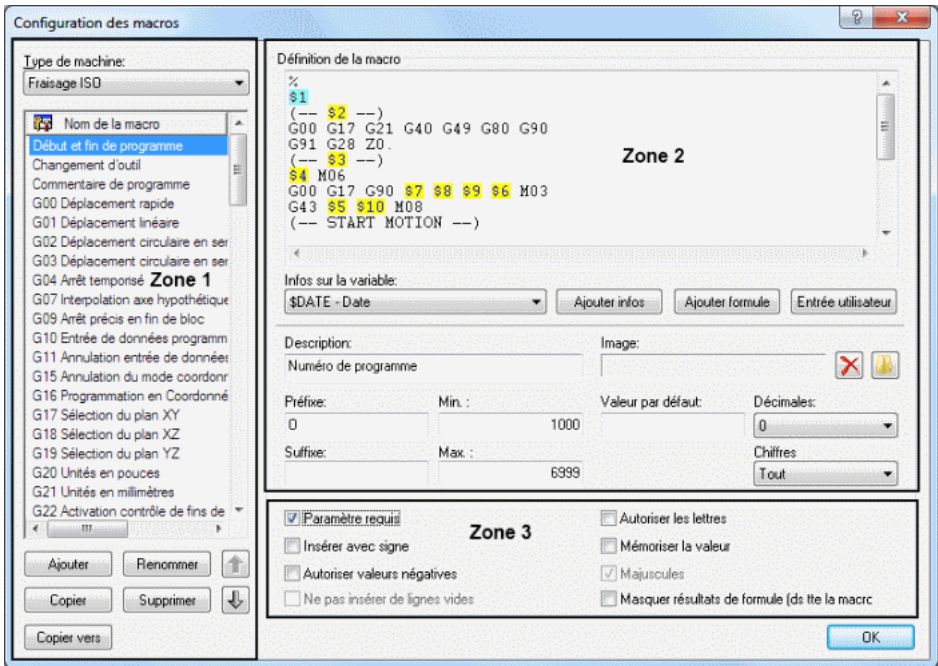 Configuration des macros
Type de machine:
Fraisage ISO
Nom de la macro
Début et fin de programme
Changement d'outil
Commentaire de programme
G00 Déplacement rapide
G01 Déplacement linéaire
G02 Déplacement circulaire en ser
G03 Déplacement circulaire en ser
G04 Arrêt temporisé
Zone 1
G07 Interpolation axe hypothétique
G09 Arrêt précis en fin de bloc
G10 Entrée de données programm
G11 Annulation entrée de données
G15 Annulation du mode coordonr
G16 Programmation en Coordonné
G17 Sélection du plan XY
G18 Sélection du plan XZ
G19 Sélection du plan YZ
G20 Unités en pouces
G21 Unités en millimètres
G22 Activation contrôle de fins de
Ajouter
Renommer
Copier
Supprimer
Copier vers
Définition de la macro
%
$1
(-- $2 --)
G00 G17 G21 G40 G49 G80 G90
G91 G28 Z0.
(-- $3 --)
$4 M06
G00 G17 G90 $7 $8 $9 $6 M03
G43 $5 $10 M08
(-- START MOTION --)
Zone 2
Infos sur la variable:
$DATE - Date
Ajouter infos
Ajouter formule
Entrée utilisateur
Description:
Numéro de programme
Image:
Préfixe:
O
Min. :
1000
Valeur par défaut:
Décimales:
0
Suffixe:
Max. :
6999
Chiffres
Tout
Paramètre requis
Insérer avec signe
Autoriser valeurs négatives
Ne pas insérer de lignes vides
Zone 3
Autoriser les lettres
Mémoriser la valeur
Majuscules
Masquer résultats de formule (ds tte la macrc
OK